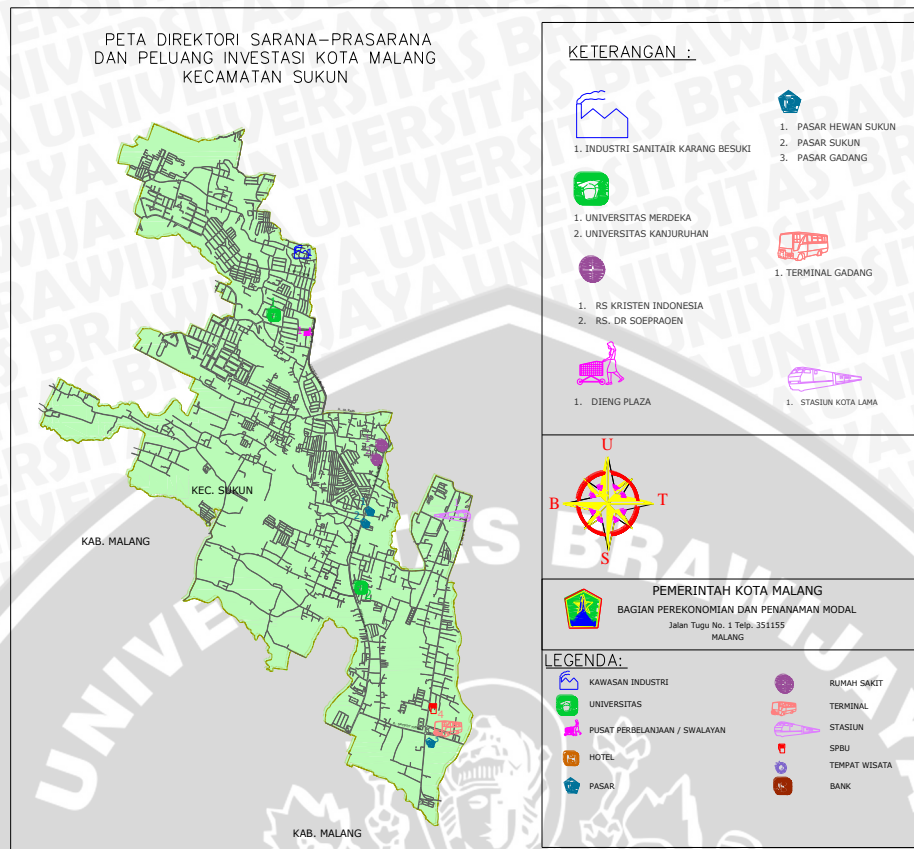 PETA DIREKTORI SARANA-PRASARANA
DAN PELUANG INVESTASI KOTA MALANG
KECAMATAN SUKUN
KEC. SUKUN
KAB. MALANG
KAB. MALANG
KETERANGAN :
1. INDUSTRI SANITAIR KARANG BESUKI
1. UNIVERSITAS MERDEKA
2. UNIVERSITAS KANJURUHAN
1. RS KRISTEN INDONESIA
2. RS. DR SOEPRAOEN
1. DIENG PLAZA
1. PASAR HEWAN SUKUN
2. PASAR SUKUN
3. PASAR GADANG
1. TERMINAL GADANG
1. STASIUN KOTA LAMA
U
B
T
S
PEMERINTAH KOTA MALANG
BAGIAN PEREKONOMIAN DAN PENANAMAN MODAL
Jalan Tugu No. 1 Telp. 351155
MALANG
LEGENDA:
KAWASAN INDUSTRI
UNIVERSITAS
PUSAT PERBELANJAAN / SWALAYAN
HOTEL
PASAR
RUMAH SAKIT
TERMINAL
STASIUN
SPBU
TEMPAT WISATA
BANK
UNIVERSITAS BRAWIJAYA